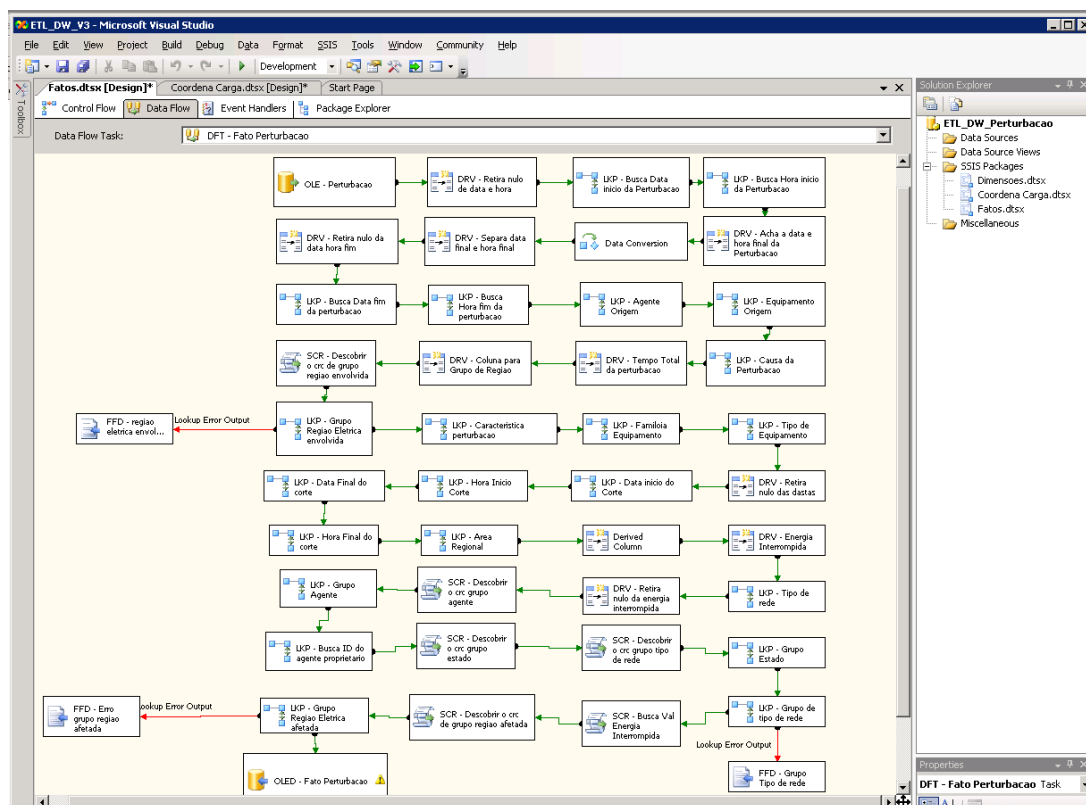 ETL_DW_V3 - Microsoft Visual Studio
File Edit View Project Build Debug Data Format SSIS Tools Window Community Help
Development
Toolbox
Fatos.dtsx [Design]* Coordena Carga.dtsx [Design]* Start Page
Control Flow Data Flow Event Handlers Package Explorer
Data Flow Task: DFT - Fato Perturbacao
OLE - Perturbacao
DRV - Retira nulo
de data e hora
LKP - Busca Data
inicio da Perturbacao
LKP - Busca Hora inicio
da Perturbacao
DRV - Retira nulo da
data hora fim
DRV - Separa data
final e hora final
Data Conversion
DRV - Acha a data e
hora final da
Perturbacao
LKP - Busca Data fim
da perturbacao
LKP - Busca
Hora fim da
perturbacao
LKP - Agente
Origem
LKP - Equipamento
Origem
SCR - Descobrir
o crc de grupo
regiao envolvida
DRV - Coluna para
Grupo de Regiao
DRV - Tempo Total
da perturbacao
LKP - Causa da
Perturbacao
FFD - regiao
eletrica envol...
Lookup Error Output
LKP - Grupo
Regiao Eletrica
envolvida
LKP - Caracteristica
perturbacao
LKP - Familoia
Equipamento
LKP - Tipo de
Equipamento
LKP - Data Final do
corte
LKP - Hora Inicio
Corte
LKP - Data inicio do
Corte
DRV - Retira
nulo das dastas
LKP - Hora Final do
corte
LKP - Area
Regional
Derived
Column
DRV - Energia
Interrompida
LKP - Grupo
Agente
SCR - Descobrir
o crc grupo
agente
DRV - Retira
nulo da energia
interrompida
LKP - Tipo de
rede
LKP - Busca ID do
agente proprietario
SCR - Descobrir
o crc grupo
estado
SCR - Descobrir
o crc grupo tipo
de rede
LKP - Grupo
Estado
FFD - Erro
grupo regiao
afetada
Lookup Error Output
LKP - Grupo
Regiao Eletrica
afetada
SCR - Descobrir o crc
de grupo regiao afetada
SCR - Busca Val
Energia
Interrompida
LKP - Grupo de
tipo de rede
Lookup Error Output
OLED - Fato Perturbacao
FFD - Grupo
Tipo de rede
Solution Explorer
ETL_DW_Perturbacao
Data Sources
Data Source Views
SSIS Packages
Dimensoes.dtsx
Coordena Carga.dtsx
Fatos.dtsx
Miscellaneous
Properties
DFT - Fato Perturbacao Task